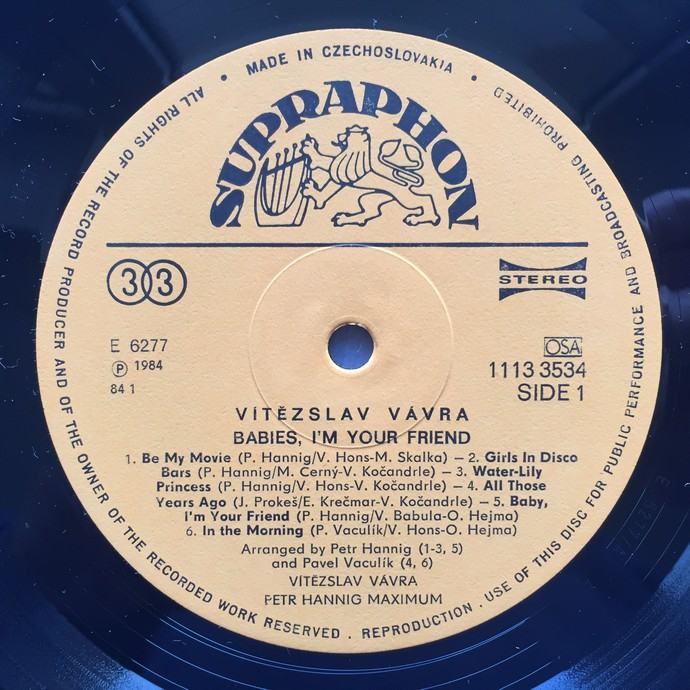 MADE IN CZECHOSLOVAKIA
SUPRAPHON
33
STEREO
E 6277
℗ 1984
84 1
OSA
1113 3534
SIDE 1
VÍTĚZSLAV VÁVRA
BABIES, I'M YOUR FRIEND
1. Be My Movie (P. Hannig/V. Hons-M. Skalka) – 2. Girls In Disco
Bars (P. Hannig/M. Černý-V. Kočandrle) – 3. Water-Lily
Princess (P. Hannig/V. Hons-V. Kočandrle) – 4. All Those
Years Ago (J. Prokeš/E. Krečmar-V. Kočandrle) – 5. Baby,
I'm Your Friend (P. Hannig/V. Babula-O. Hejma)
6. In the Morning (P. Vaculík/V. Hons-O. Hejma)
Arranged by Petr Hannig (1-3, 5)
and Pavel Vaculík (4, 6)
VÍTĚZSLAV VÁVRA
PETR HANNIG MAXIMUM
ALL RIGHTS OF THE RECORD PRODUCER AND OF THE OWNER OF THE RECORDED WORK RESERVED . REPRODUCTION . USE OF THIS DISC FOR PUBLIC PERFORMANCE AND BROADCASTING PROHIBITED